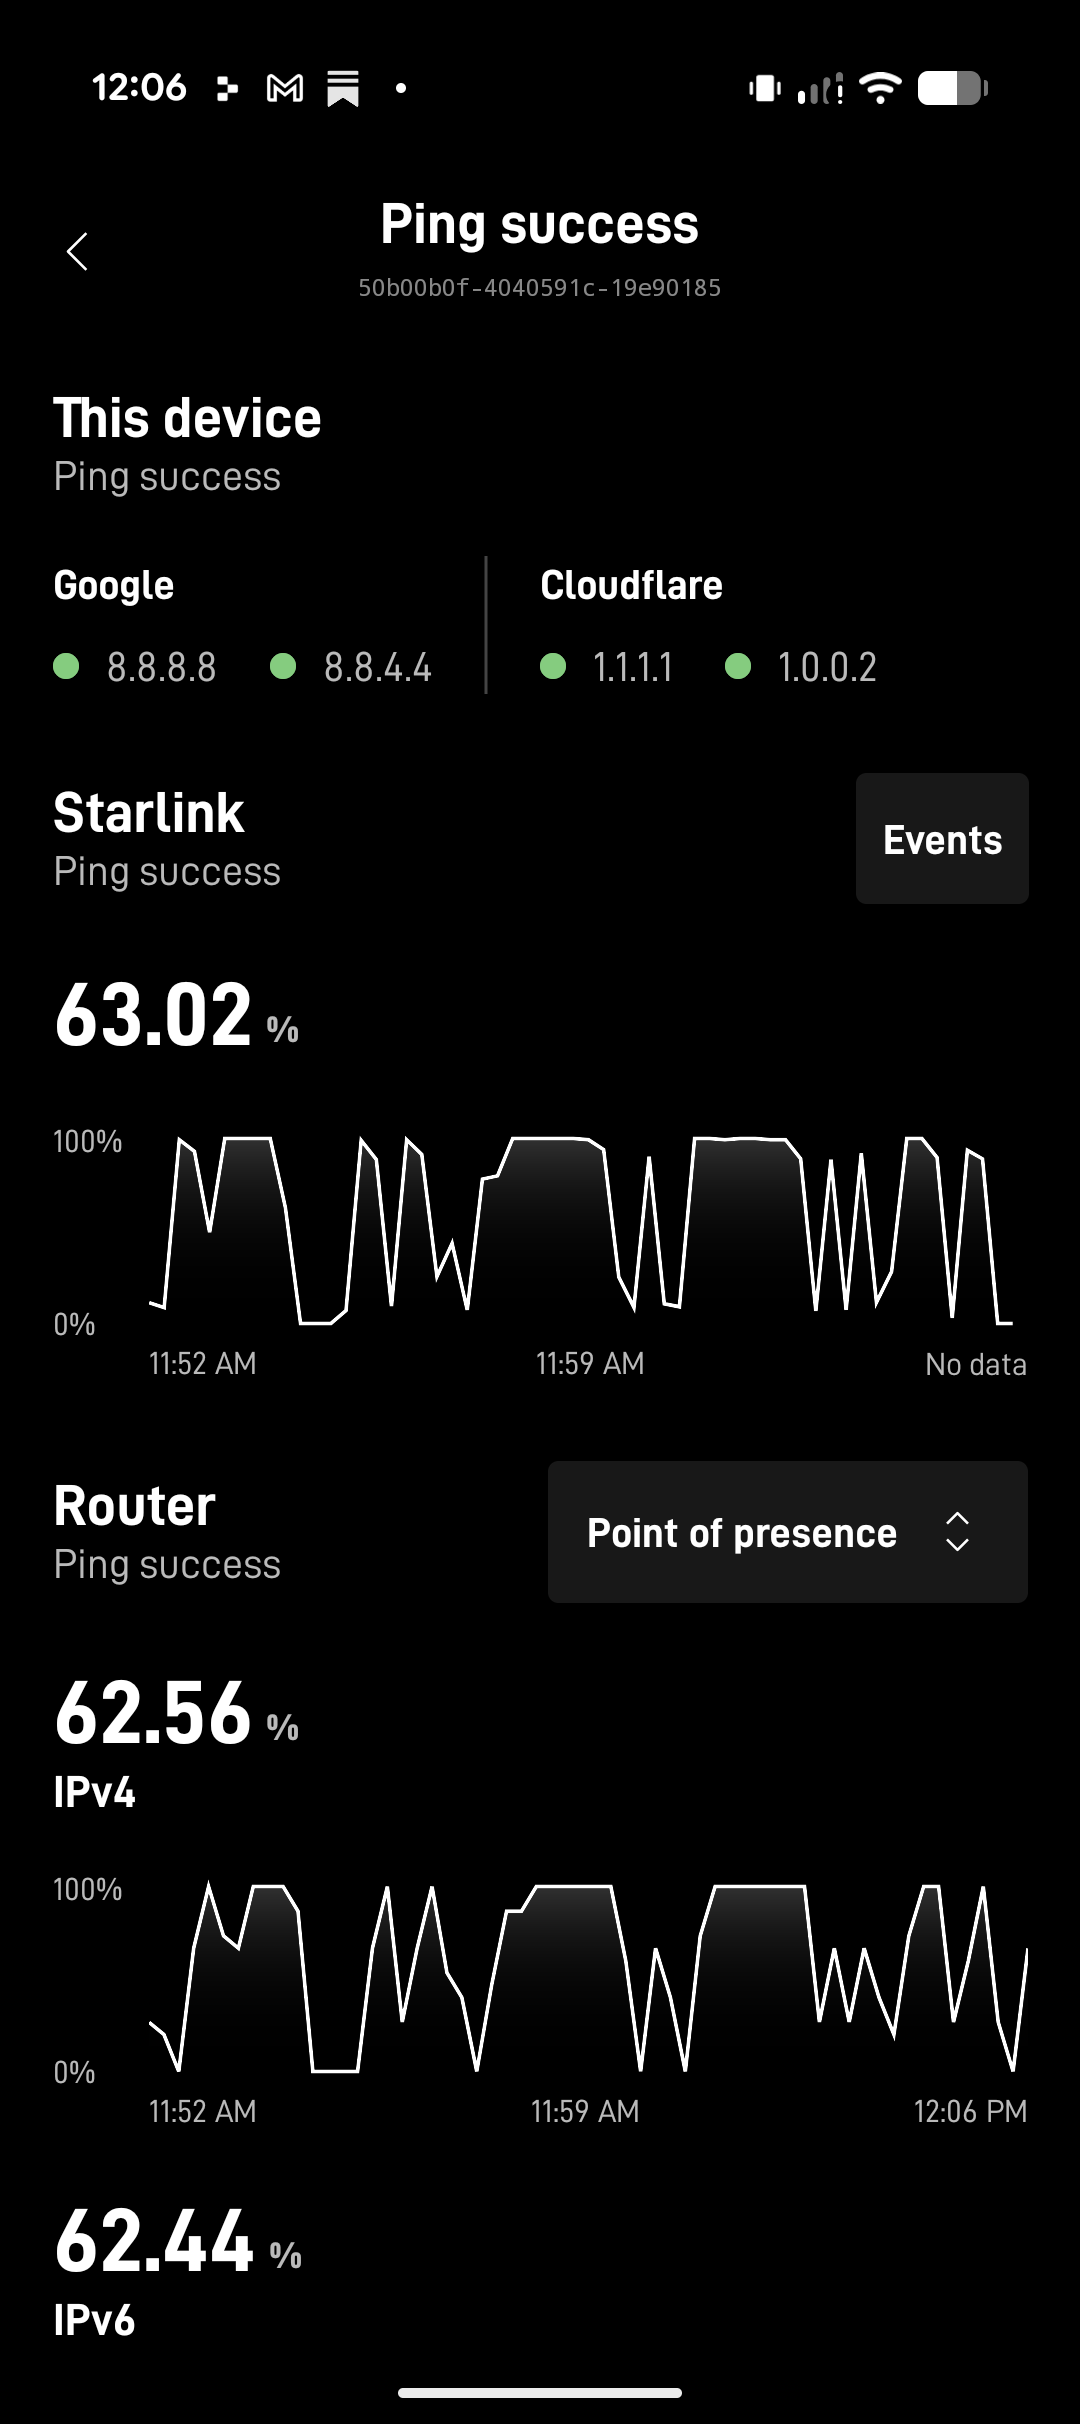 12:06
Ping success
50b00b0f-4040591c-19e90185
This device
Ping success
Google
Cloudflare
8.8.8.8
8.8.4.4
1.1.1.1
1.0.0.2
Starlink
Ping success
Events
63.02 %
100%
0%
11:52 AM
11:59 AM
No data
Router
Ping success
Point of presence
62.56 %
IPv4
100%
0%
11:52 AM
11:59 AM
12:06 PM
62.44 %
IPv6